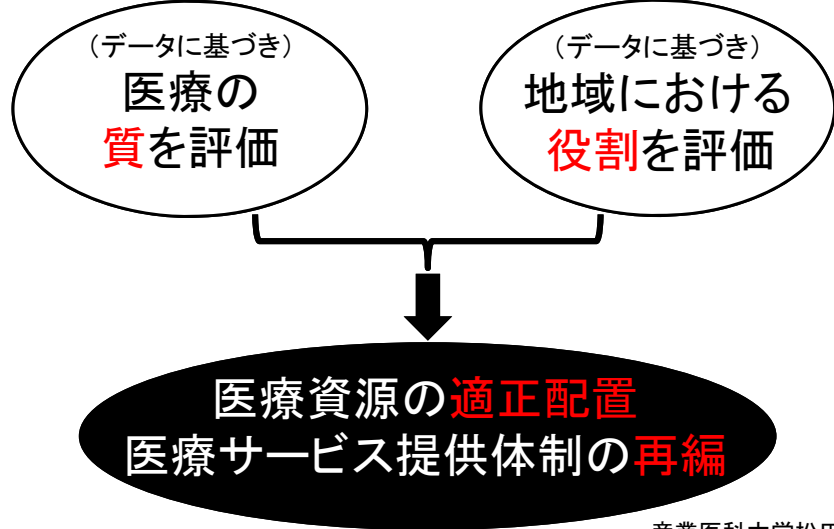 (データに基づき)
医療の
質を評価
(データに基づき)
地域における
役割を評価
医療資源の適正配置
医療サービス提供体制の再編